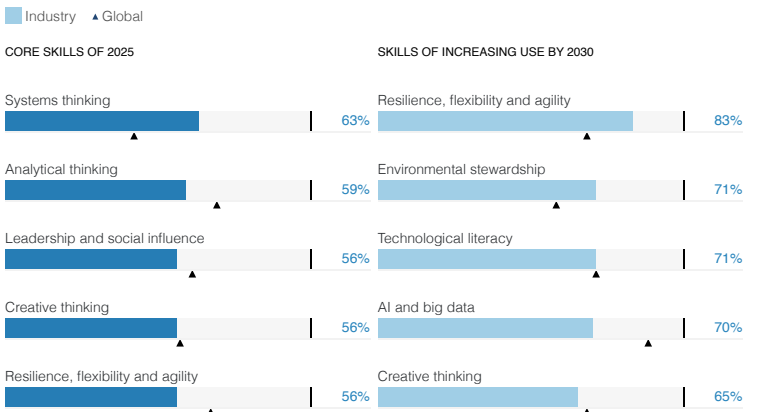 Industry Global
CORE SKILLS OF 2025
Systems thinking
63%
Analytical thinking
59%
Leadership and social influence
56%
Creative thinking
56%
Resilience, flexibility and agility
56%
SKILLS OF INCREASING USE BY 2030
Resilience, flexibility and agility
83%
Environmental stewardship
71%
Technological literacy
71%
AI and big data
70%
Creative thinking
65%